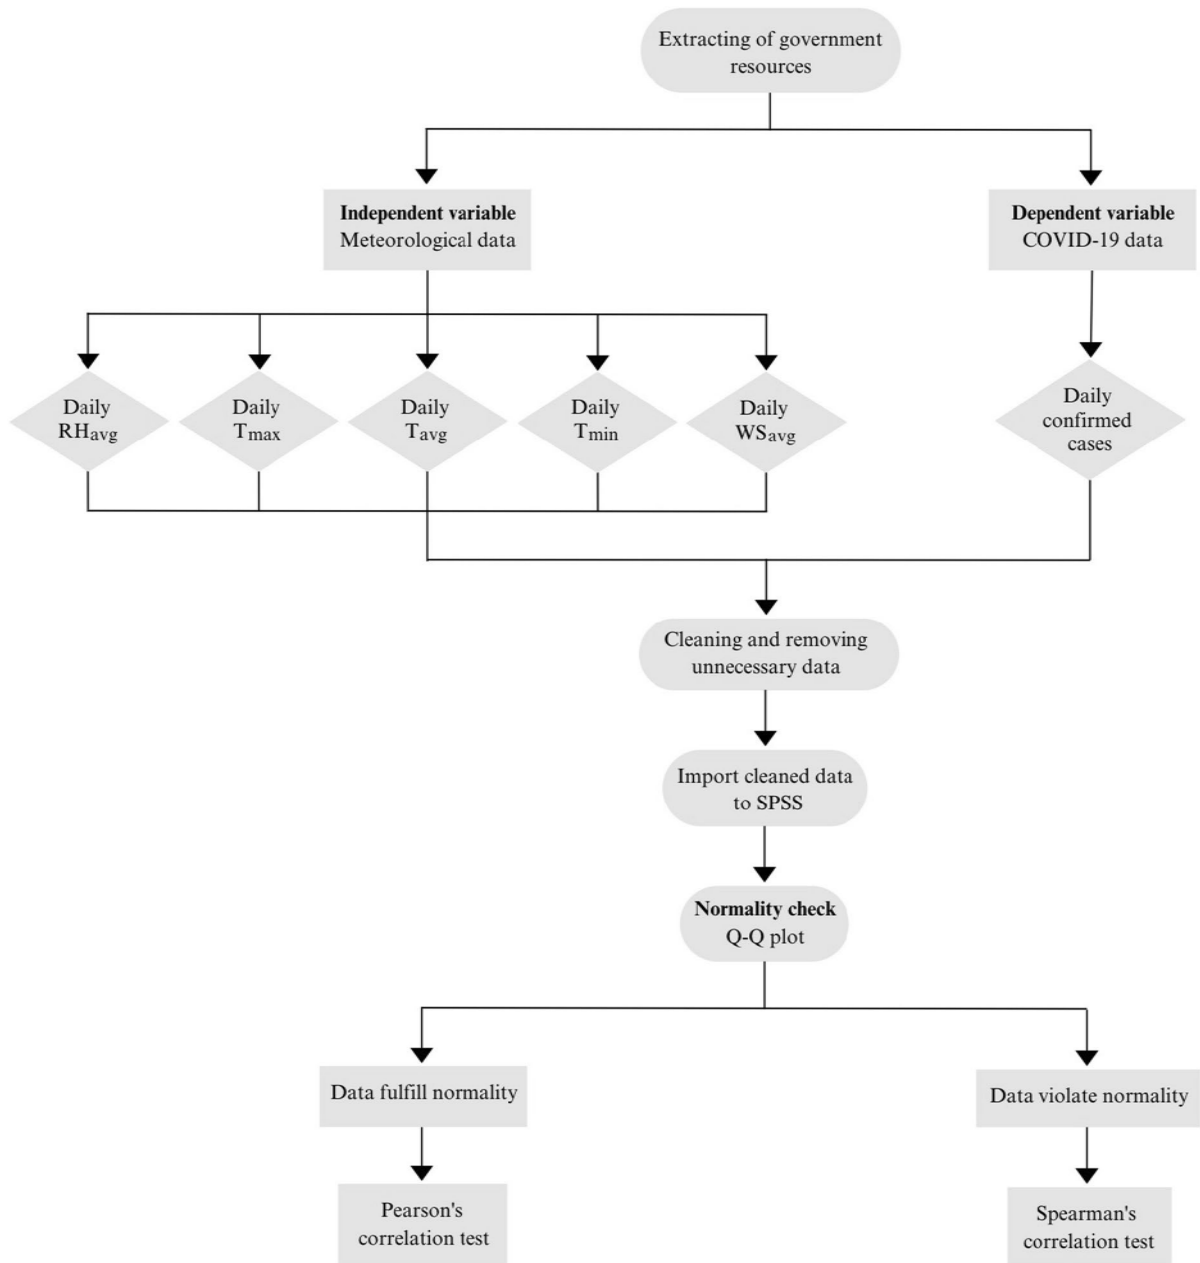 Extracting of government
resources
Independent variable
Meteorological data
Dependent variable
COVID-19 data
Daily
RHavg
Daily
Tmax
Daily
Tavg
Daily
Tmin
Daily
WSavg
Daily
confirmed
cases
Cleaning and removing
unnecessary data
Import cleaned data
to SPSS
Normality check
Q-Q plot
Data fulfill normality
Data violate normality
Pearson's
correlation test
Spearman's
correlation test